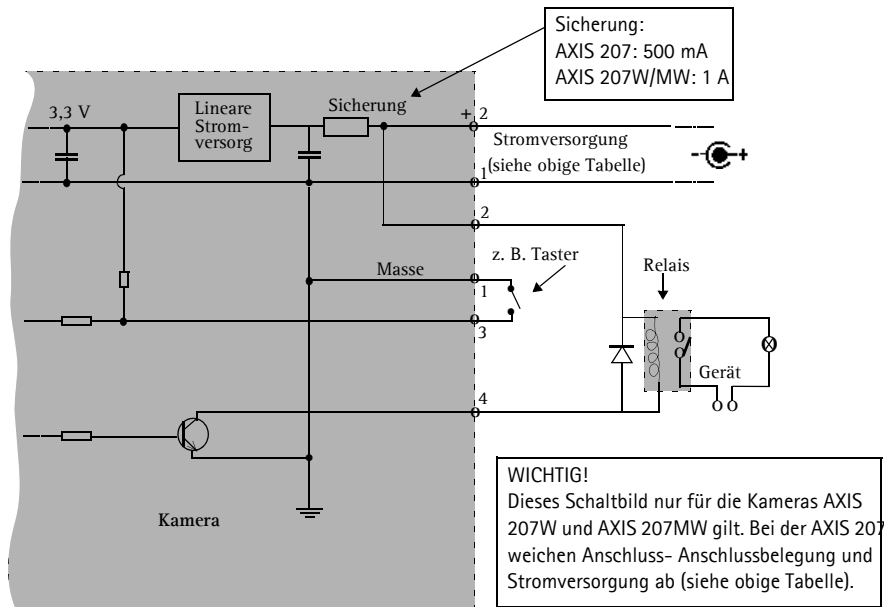 Sicherung:
AXIS 207: 500 mA
AXIS 207W/MW: 1 A
3,3 V
Lineare
Strom-
versorg
Sicherung
+ 2
Stromversorgung
(siehe obige Tabelle)
- +
1
2
z. B. Taster
Masse
1
Relais
3
Gerät
4
Kamera
WICHTIG!
Dieses Schaltbild nur für die Kameras AXIS
207W und AXIS 207MW gilt. Bei der AXIS 207
weichen Anschluss- Anschlussbelegung und
Stromversorgung ab (siehe obige Tabelle).